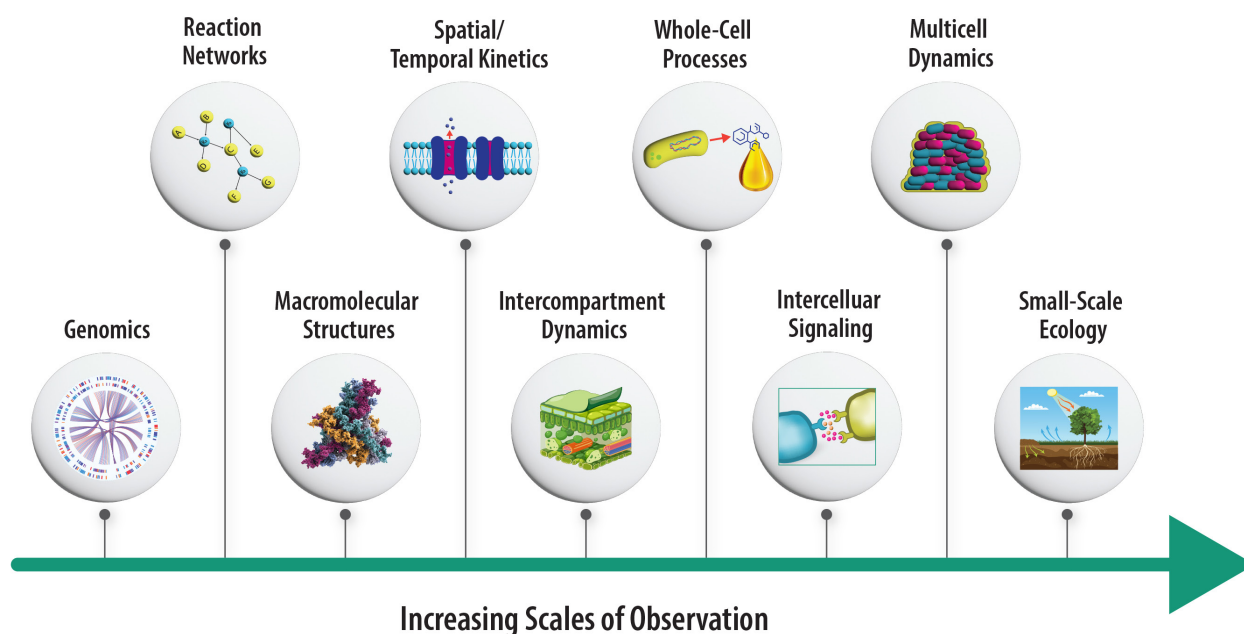 Reaction
Networks
Spatial/
Temporal Kinetics
Whole-Cell
Processes
Multicell
Dynamics
A
B
C
D
E
F
G
Genomics
Macromolecular
Structures
Intercompartment
Dynamics
Intercelluar
Signaling
Small-Scale
Ecology
Increasing Scales of Observation